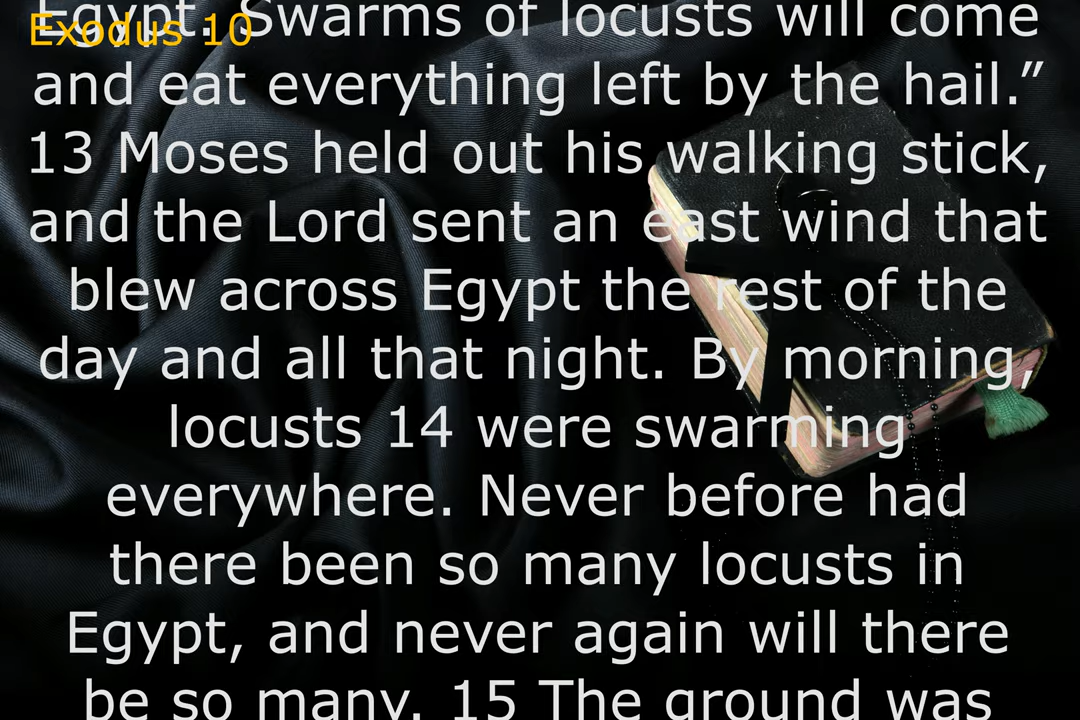 Exodus 10
Egypt. Swarms of locusts will come
and eat everything left by the hail.”
13 Moses held out his walking stick,
and the Lord sent an east wind that
blew across Egypt the rest of the
day and all that night. By morning,
locusts 14 were swarming
everywhere. Never before had
there been so many locusts in
Egypt, and never again will there
be so many. 15 The ground was